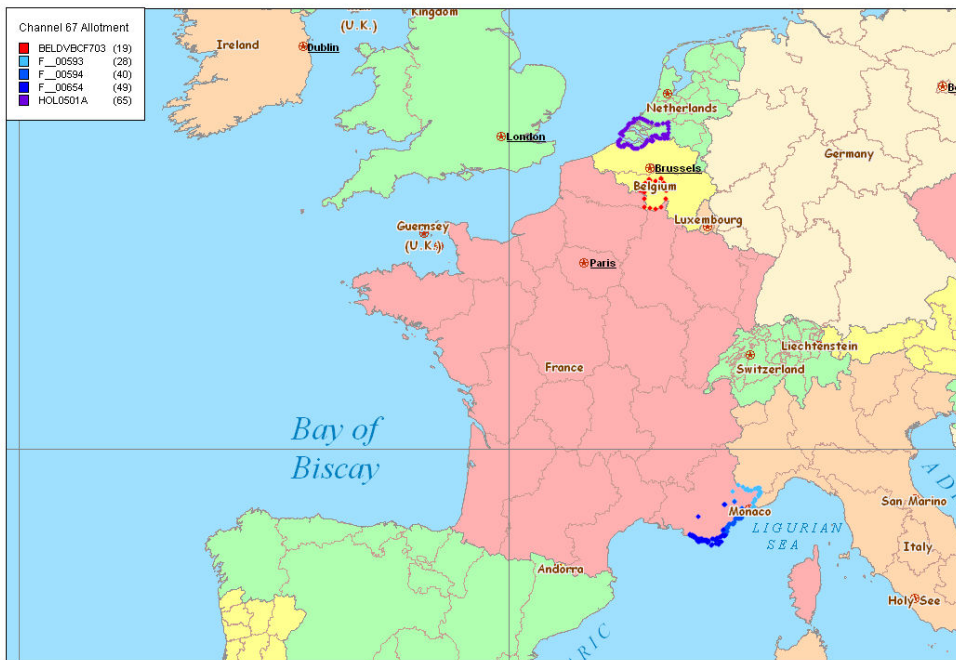 Channel 67 Allotment
BELDVBCF703 (19)
F__00593 (28)
F__00594 (40)
F__00654 (49)
HOL0501A (65)
Kingdom
(U.K.)
Ireland
Dublin
Netherlands
London
Germany
Brussels
Belgium
Luxembourg
Guernsey
(U.K.)
Paris
Liechtenstein
Switzerland
France
Bay of
Biscay
San Marino
Monaco
LIGURIAN
SEA
Italy
Andorra
Holy See